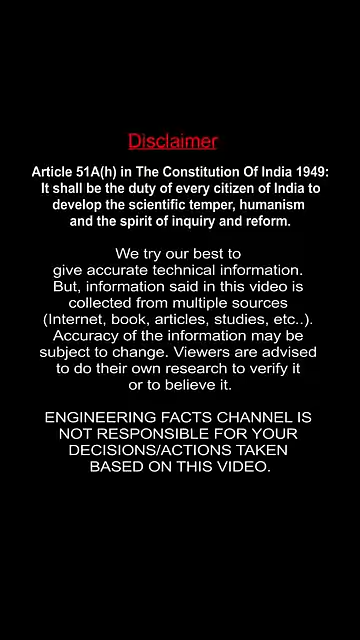 Disclaimer
Article 51A(h) in The Constitution Of India 1949:
It shall be the duty of every citizen of India to
develop the scientific temper, humanism
and the spirit of inquiry and reform.
We try our best to
give accurate technical information.
But, information said in this video is
collected from multiple sources
(Internet, book, articles, studies, etc..).
Accuracy of the information may be
subject to change. Viewers are advised
to do their own research to verify it
or to believe it.
ENGINEERING FACTS CHANNEL IS
NOT RESPONSIBLE FOR YOUR
DECISIONS/ACTIONS TAKEN
BASED ON THIS VIDEO.